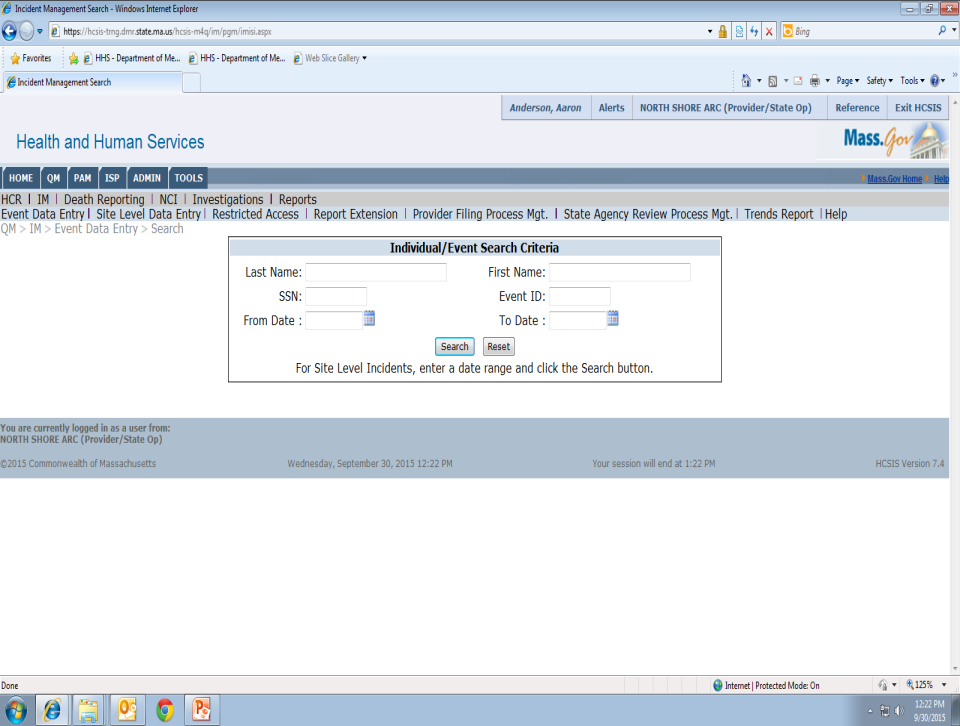 Incident Management Search - Windows Internet Explorer
https://hcsis-trng.dmr.state.ma.us/hcsis-m4q/im/pgm/imisi.aspx
Bing
Favorites HHS - Department of Me... HHS - Department of Me... Web Slice Gallery
Incident Management Search
Page Safety Tools
Anderson, Aaron Alerts NORTH SHORE ARC (Provider/State Op) Reference Exit HCSIS
Health and Human Services
Mass.Gov
HOME QM PAM ISP ADMIN TOOLS
Mass.Gov Home Help
HCR | IM | Death Reporting | NCI | Investigations | Reports
Event Data Entry | Site Level Data Entry | Restricted Access | Report Extension | Provider Filing Process Mgt. | State Agency Review Process Mgt. | Trends Report | Help
QM > IM > Event Data Entry > Search
Individual/Event Search Criteria
Last Name: First Name:
SSN: Event ID:
From Date : To Date :
Search Reset
For Site Level Incidents, enter a date range and click the Search button.
You are currently logged in as a user from:
NORTH SHORE ARC (Provider/State Op)
©2015 Commonwealth of Massachusetts Wednesday, September 30, 2015 12:22 PM Your session will end at 1:22 PM HCSIS Version 7.4
Done Internet | Protected Mode: On 125%
12:22 PM
9/30/2015